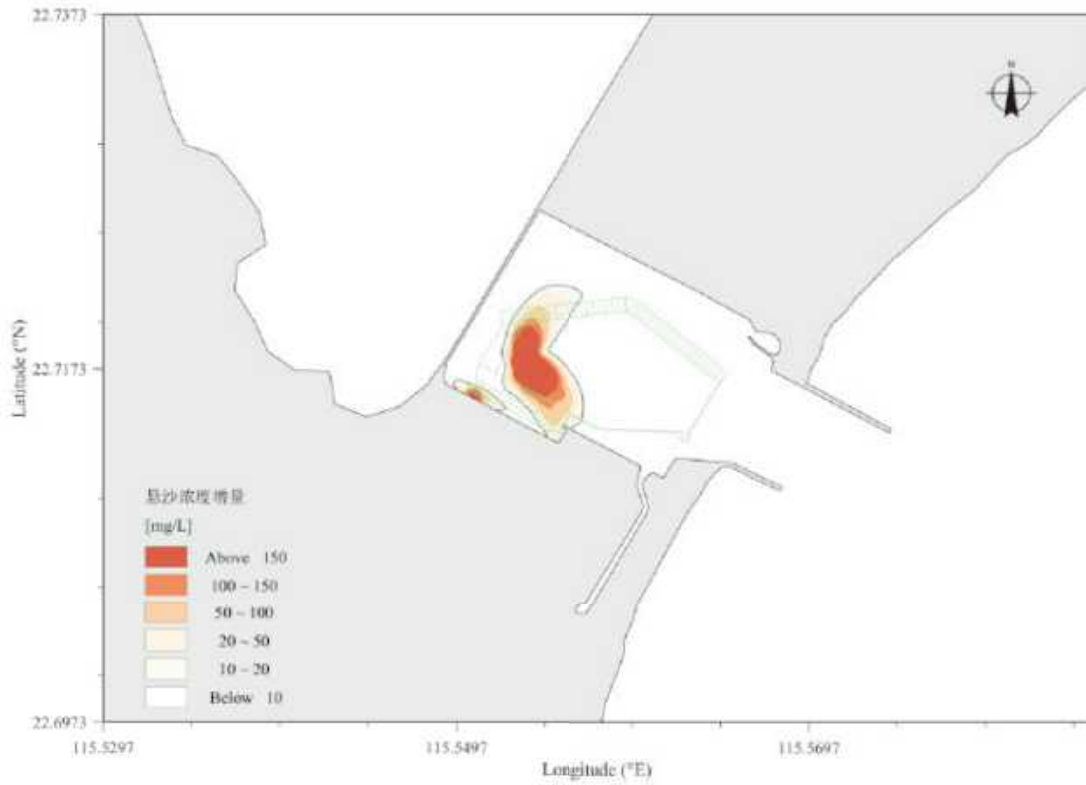 22.7373
N
Latitude (°N)
22.7173
悬沙浓度增量
[mg/L]
Above 150
100 ~ 150
50 ~ 100
20 ~ 50
10 ~ 20
Below 10
22.6973
115.5297
115.5497
115.5697
Longitude (°E)